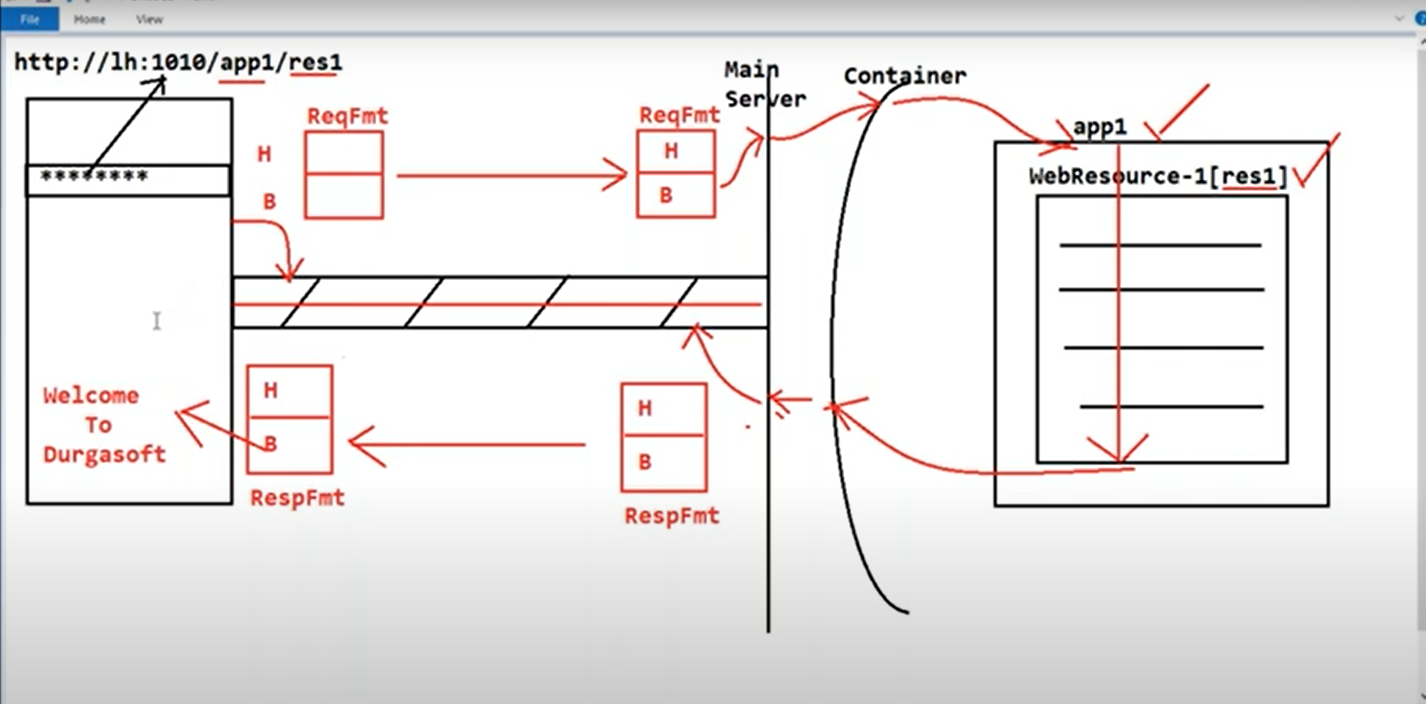 File Home View
http://lh:1010/app1/res1
Main
Server
Container
ReqFmt
ReqFmt
H
B
H
B
app1
WebResource-1[res1]
********
Welcome
To
Durgasoft
H
B
RespFmt
H
B
RespFmt